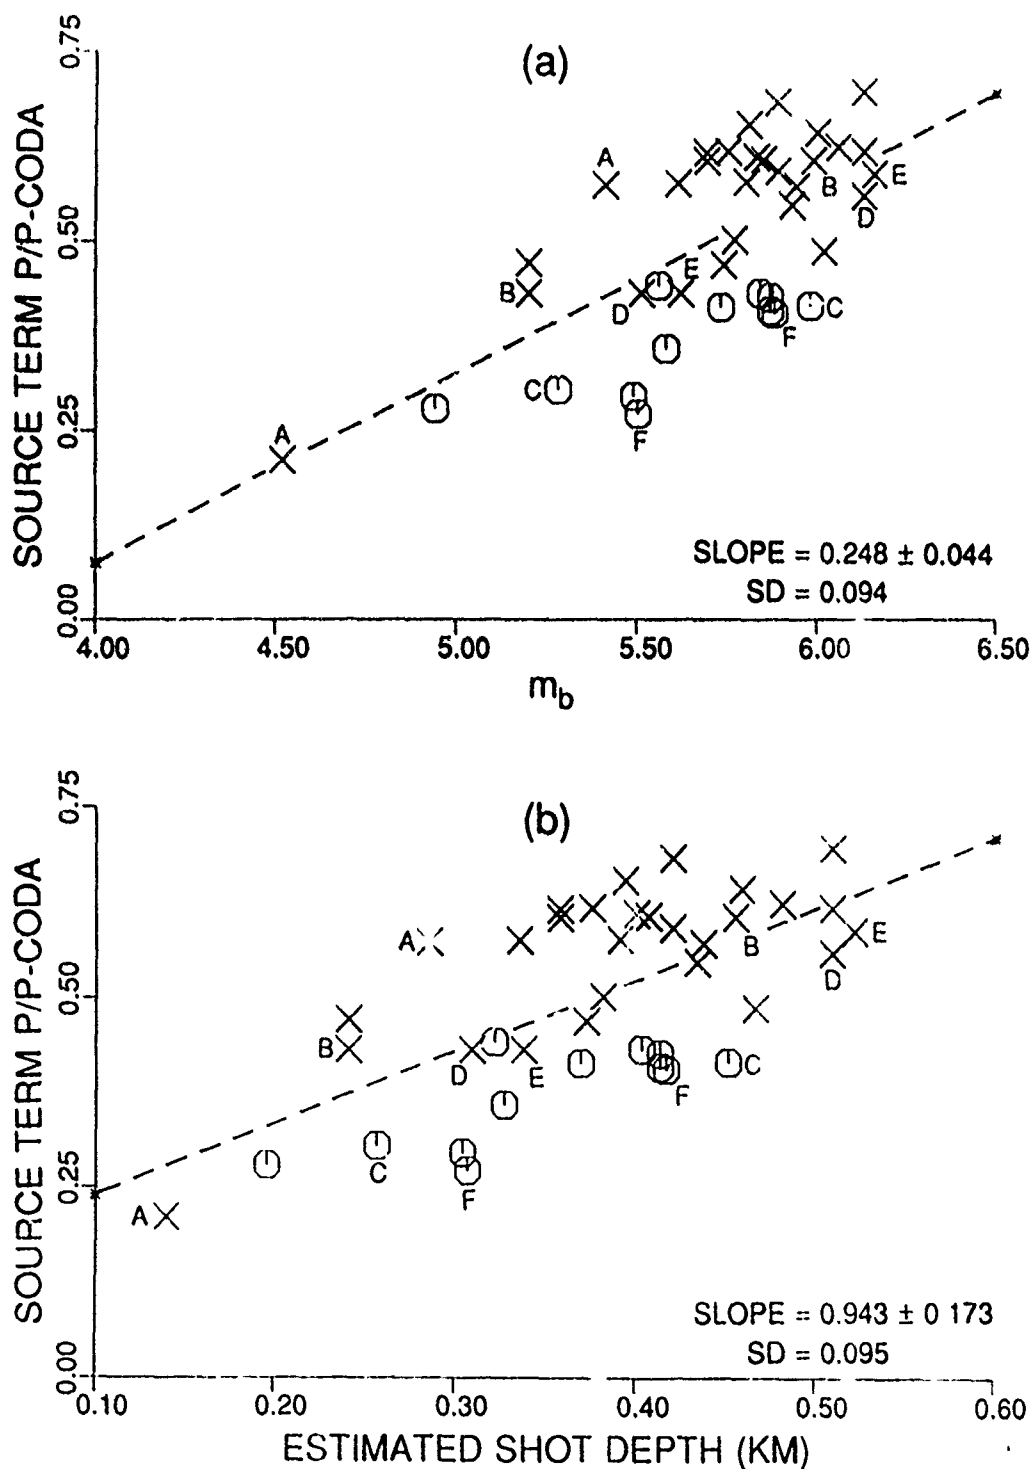 (a)
SOURCE TERM P/P-CODA
0.75
0.50
0.25
0.00
A
B
E
D
B
D
E
C
F
C
F
A
SLOPE = 0.248 ± 0.044
SD = 0.094
4.00 4.50 5.00 5.50 6.00 6.50
mb
(b)
SOURCE TERM P/P-CODA
0.75
0.50
0.25
0.00
A
B
E
D
B
D
E
C
F
C
F
A
SLOPE = 0.943 ± 0 173
SD = 0.095
0.10 0.20 0.30 0.40 0.50 0.60
ESTIMATED SHOT DEPTH (KM)